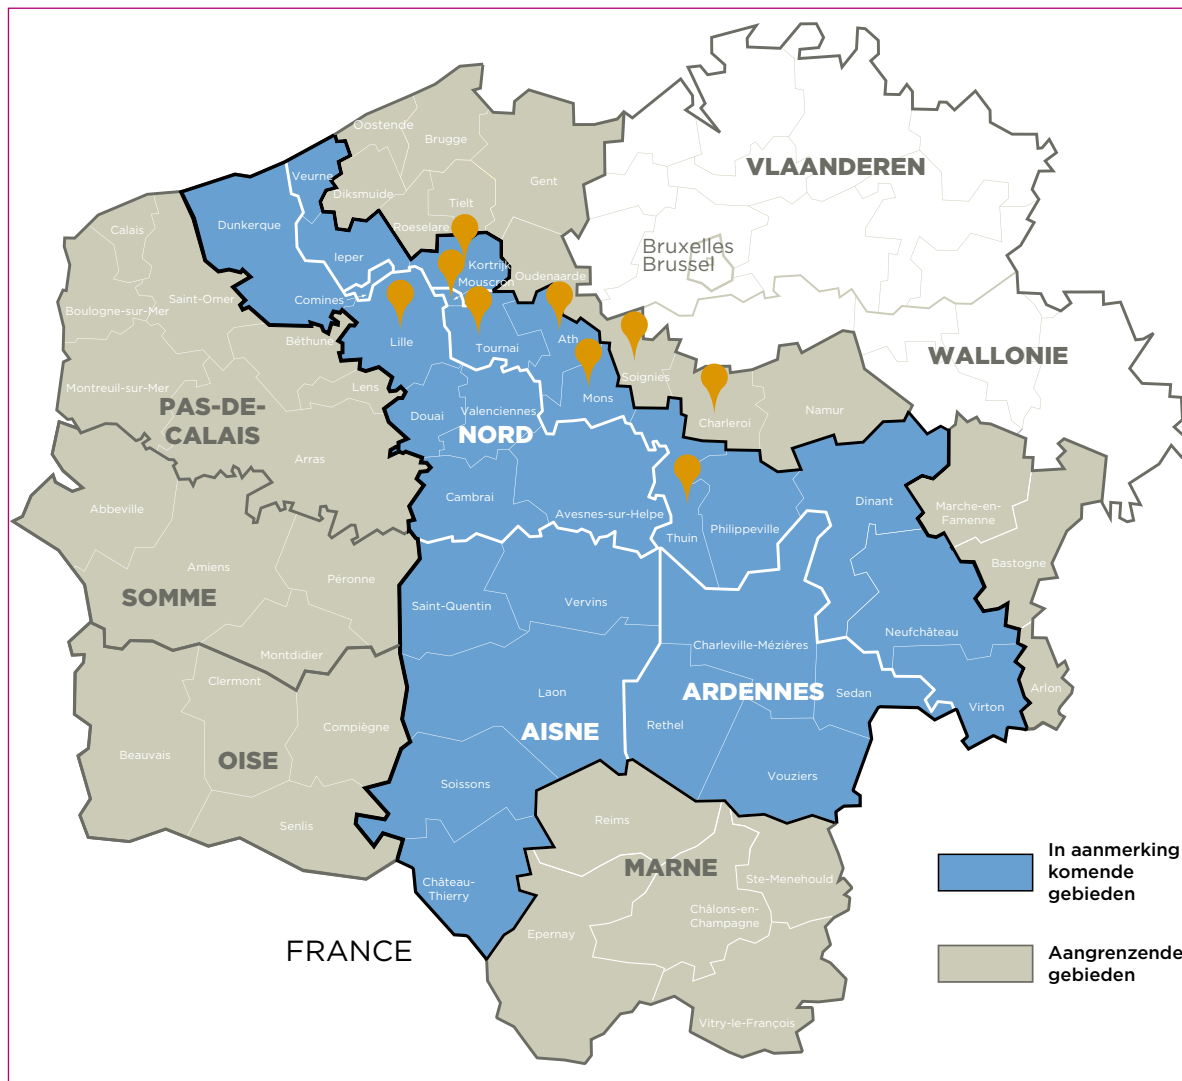 Oostende
Brugge
VLAANDEREN
Veurne
Diksmuide
Gent
Tielt
Calais
Dunkerque
Roeselare
Ieper
Kortrijk
Bruxelles
Brussel
Mouscron
Oudenaarde
Saint-Omer
Comines
Boulogne-sur-Mer
Béthune
Lille
Tournai
Ath
WALLONIE
Montreuil-sur-Mer
Lens
Soignies
PAS-DE-
CALAIS
Douai
Valenciennes
Mons
Charleroi
Namur
NORD
Arras
Abbeville
Cambrai
Avesnes-sur-Helpe
Thuin
Philippeville
Dinant
Marche-en-
Famenne
Amiens
Péronne
Bastogne
SOMME
Saint-Quentin
Vervins
Neufchâteau
Montdidier
Charleville-Mézières
Clermont
Laon
ARDENNES
Sedan
Arlon
Virton
Compiègne
AISNE
Rethel
Beauvais
OISE
Soissons
Vouziers
Senlis
Reims
MARNE
Château-
Thierry
Ste-Menehould
Châlons-en-
Champagne
Epernay
FRANCE
Vitry-le-François
In aanmerking
komende
gebieden
Aangrenzende
gebieden